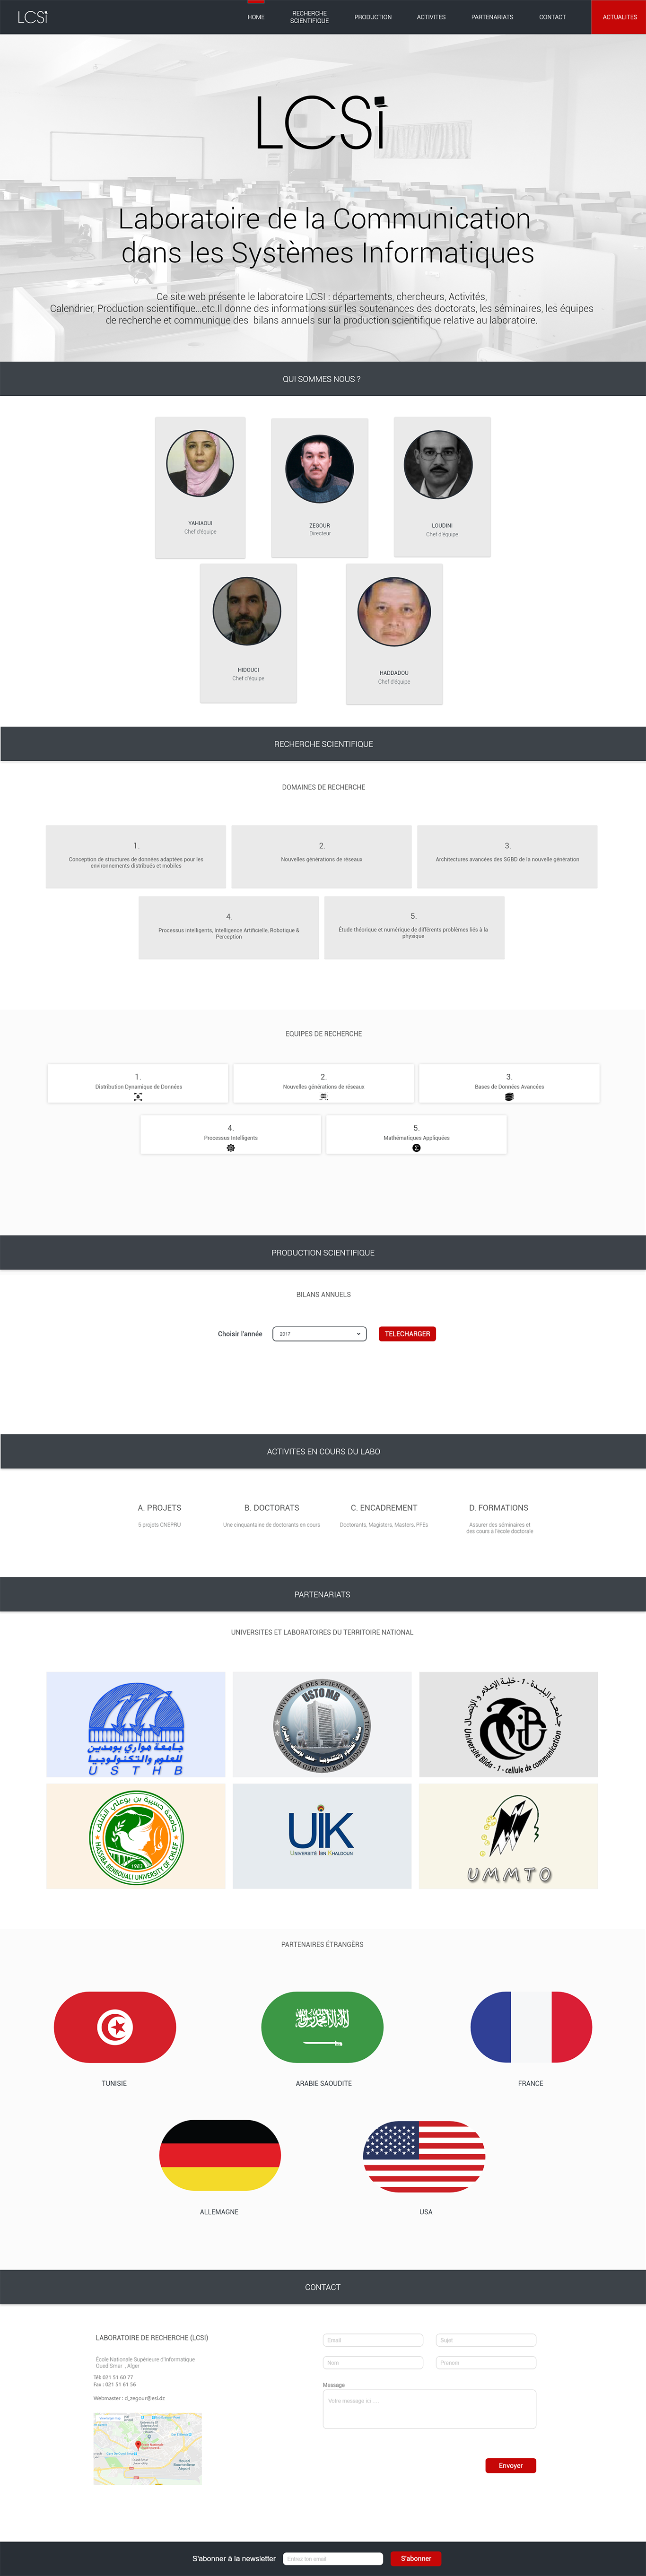 LCSi
HOME
RECHERCHE
SCIENTIFIQUE
PRODUCTION
ACTIVITES
PARTENARIATS
CONTACT
ACTUALITES
LCSi
Laboratoire de la Communication
dans les Systèmes Informatiques
Ce site web présente le laboratoire LCSI : départements, chercheurs, Activités,
Calendrier, Production scientifique...etc.Il donne des informations sur les soutenances des doctorats, les séminaires, les équipes
de recherche et communique des bilans annuels sur la production scientifique relative au laboratoire.
QUI SOMMES NOUS ?
YAHIAOUI
Chef d'équipe
ZEGOUR
Directeur
LOUDINI
Chef d'équipe
HIDOUCI
Chef d'équipe
HADDADOU
Chef d'équipe
RECHERCHE SCIENTIFIQUE
DOMAINES DE RECHERCHE
1.
Conception de structures de données adaptées pour les
environnements distribués et mobiles
2.
Nouvelles générations de réseaux
3.
Architectures avancées des SGBD de la nouvelle génération
4.
Processus intelligents, Intelligence Artificielle, Robotique &
Perception
5.
Étude théorique et numérique de différents problèmes liés à la
physique
EQUIPES DE RECHERCHE
1.
Distribution Dynamique de Données
2.
Nouvelles générations de réseaux
3.
Bases de Données Avancées
4.
Processus Intelligents
5.
Mathématiques Appliquées
PRODUCTION SCIENTIFIQUE
BILANS ANNUELS
Choisir l'année
2017
TELECHARGER
ACTIVITES EN COURS DU LABO
A. PROJETS
5 projets CNEPRU
B. DOCTORATS
Une cinquantaine de doctorants en cours
C. ENCADREMENT
Doctorants, Magisters, Masters, PFEs
D. FORMATIONS
Assurer des séminaires et
des cours à l'école doctorale
PARTENARIATS
UNIVERSITES ET LABORATOIRES DU TERRITOIRE NATIONAL
جامعة هواري بومدين
للعلوم والتكنولوجيا
USTHB
USTO MB
جامعة البليدة - 1 - خلية الإعلام و الإتصال
Université Blida - 1 - cellule de communication
جامعة حسيبة بن بوعلي الشلف
HASSIBA BENBOUALI UNIVERSITY OF CHLEF
1983
UIK
UNIVERSITÉ IBN KHALDOUN
UMMTO
PARTENAIRES ÉTRANGÈRS
TUNISIE
ARABIE SAOUDITE
FRANCE
ALLEMAGNE
USA
CONTACT
LABORATOIRE DE RECHERCHE (LCSI)
École Nationale Supérieure d'Informatique
Oued Smar , Alger
Tél: 021 51 60 77
Fax : 021 51 61 56
Webmaster : d_zegour@esi.dz
Email
Sujet
Nom
Prenom
Message
Votre message ici ...
Envoyer
S'abonner à la newsletter
Entrez ton email
S'abonner